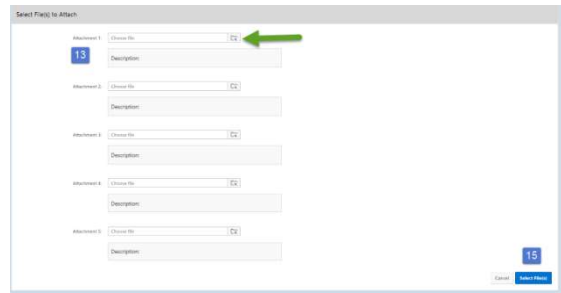 Select File(s) to Attach
Attachment 1: Choose file
13
Description:
Attachment 2: Choose file
Description:
Attachment 3: Choose file
Description:
Attachment 4: Choose file
Description:
Attachment 5: Choose file
Description:
15
Cancel Select File(s)